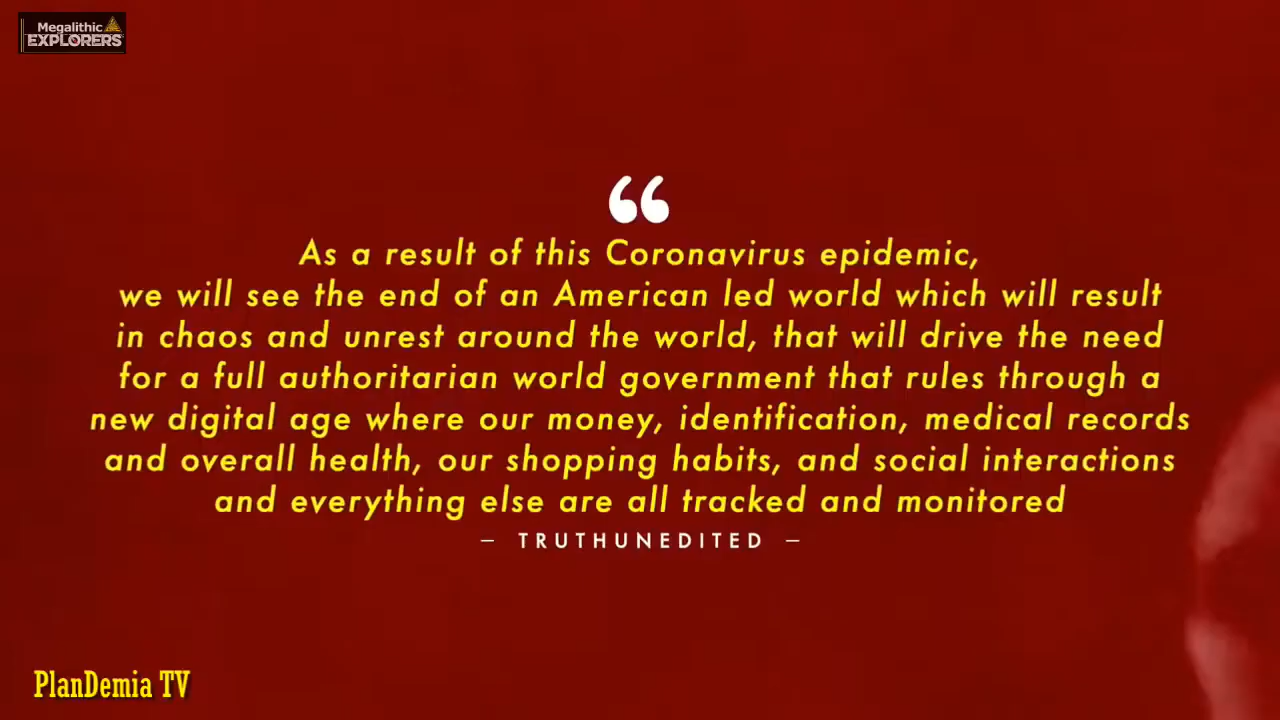 Megalithic
EXPLORERS
“
As a result of this Coronavirus epidemic,
we will see the end of an American led world which will result
in chaos and unrest around the world, that will drive the need
for a full authoritarian world government that rules through a
new digital age where our money, identification, medical records
and overall health, our shopping habits, and social interactions
and everything else are all tracked and monitored
– TRUTHUNEDITED –
PlanDemia TV